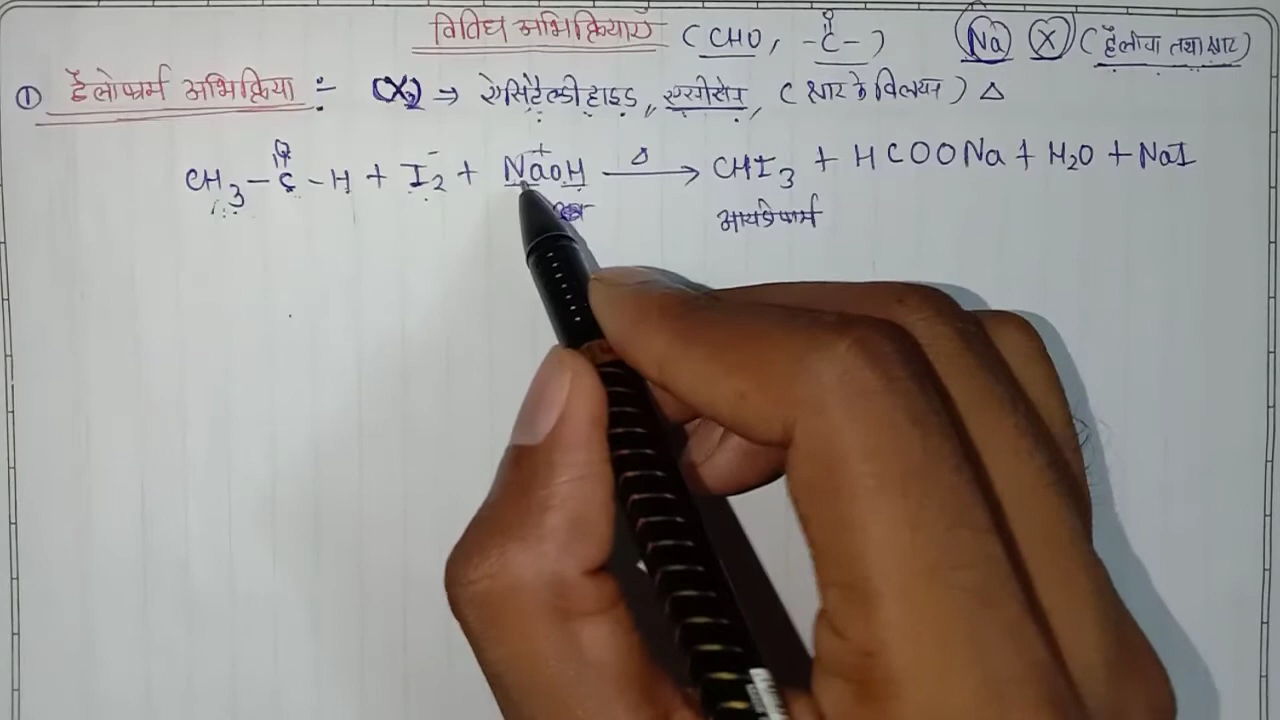 विविध अभिक्रियाएँ (CHO, -C-) Na X (हैलोजन तथा क्षार)
O
① हैलोफार्म अभिक्रिया :- (X2) → ऐसिटैल्डीहाइड, एसीटोन, (क्षार के विलयन) △
CH3 - C - H + I2 + NaOH △→ CHI3 + HCOONa + H2O + NaI
आयडोफार्म